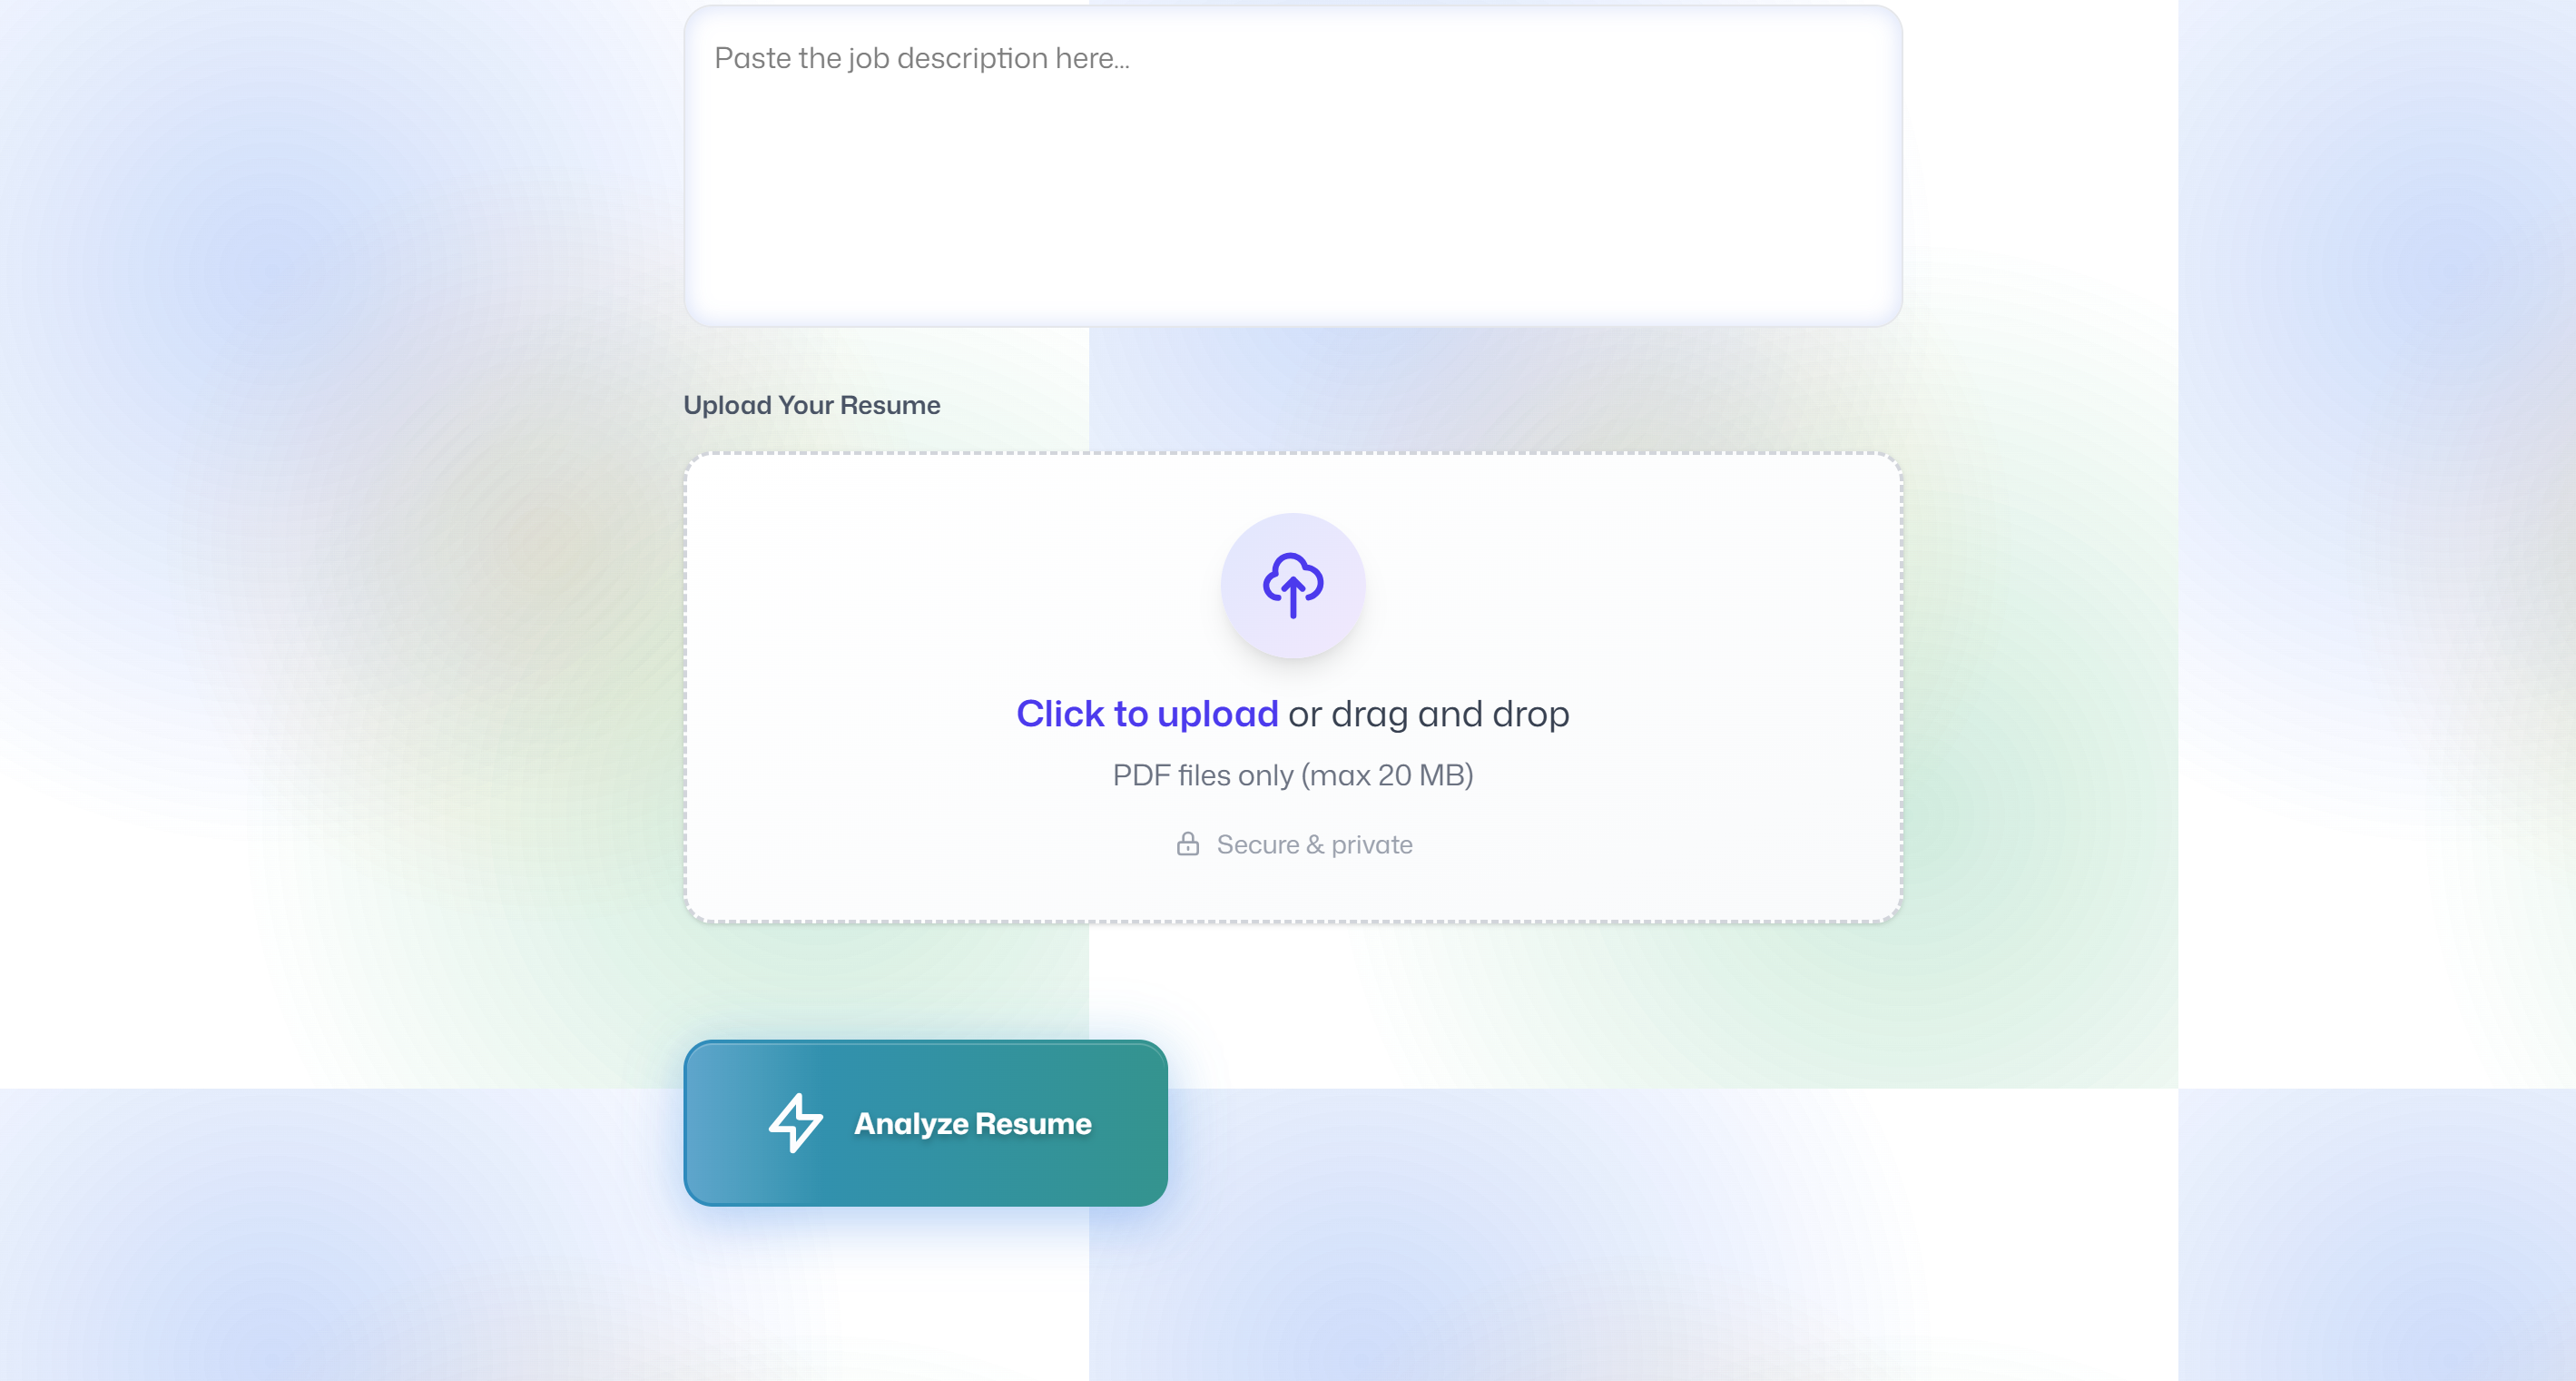 Paste the job description here...
Upload Your Resume
Click to upload or drag and drop
PDF files only (max 20 MB)
Secure & private
Analyze Resume